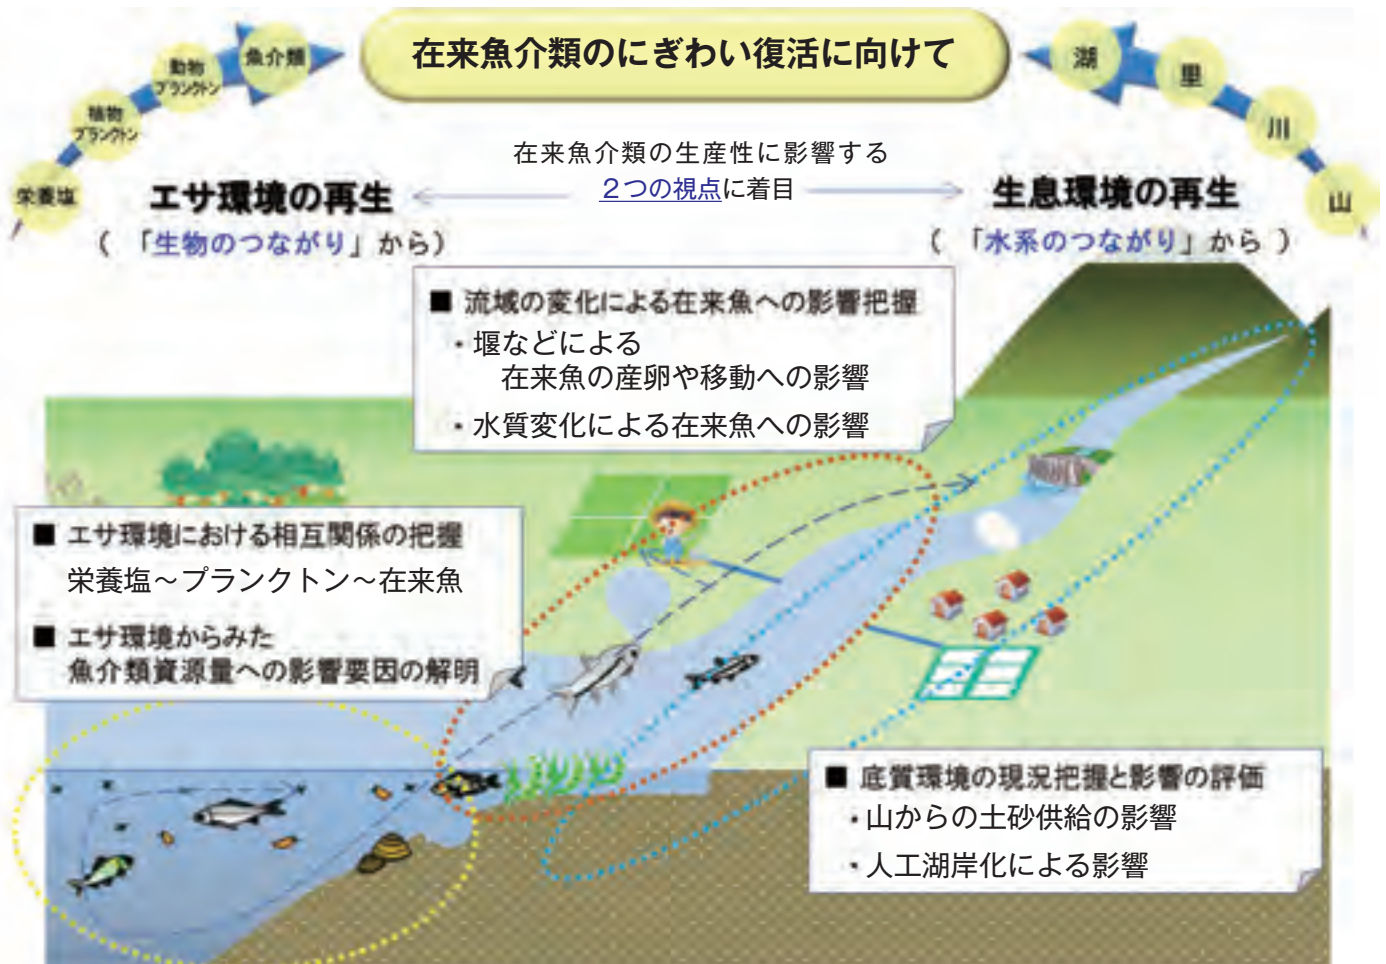 在来魚介類のにぎわい復活に向けて
魚介類
動物
プランクトン
植物
プランクトン
栄養塩
湖
里
川
山
在来魚介類の生産性に影響する
２つの視点に着目
エサ環境の再生
（ 「生物のつながり」から）
生息環境の再生
（ 「水系のつながり」から ）
■ 流域の変化による在来魚への影響把握
・堰などによる
在来魚の産卵や移動への影響
・水質変化による在来魚への影響
■ エサ環境における相互関係の把握
栄養塩～プランクトン～在来魚
■ エサ環境からみた
魚介類資源量への影響要因の解明
■ 底質環境の現況把握と影響の評価
・山からの土砂供給の影響
・人工湖岸化による影響